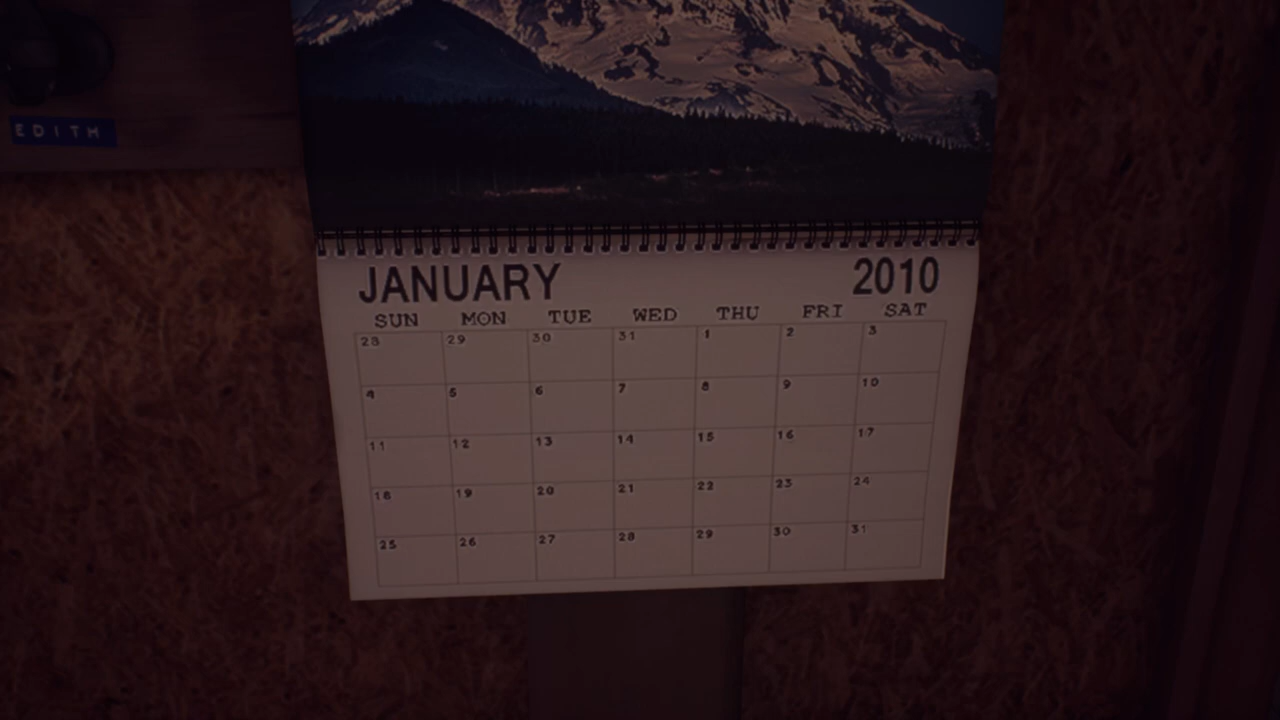 EDITH
JANUARY 2010
SUN MON TUE WED THU FRI SAT
28 29 30 31 1 2 3
4 5 6 7 8 9 10
11 12 13 14 15 16 17
18 19 20 21 22 23 24
25 26 27 28 29 30 31